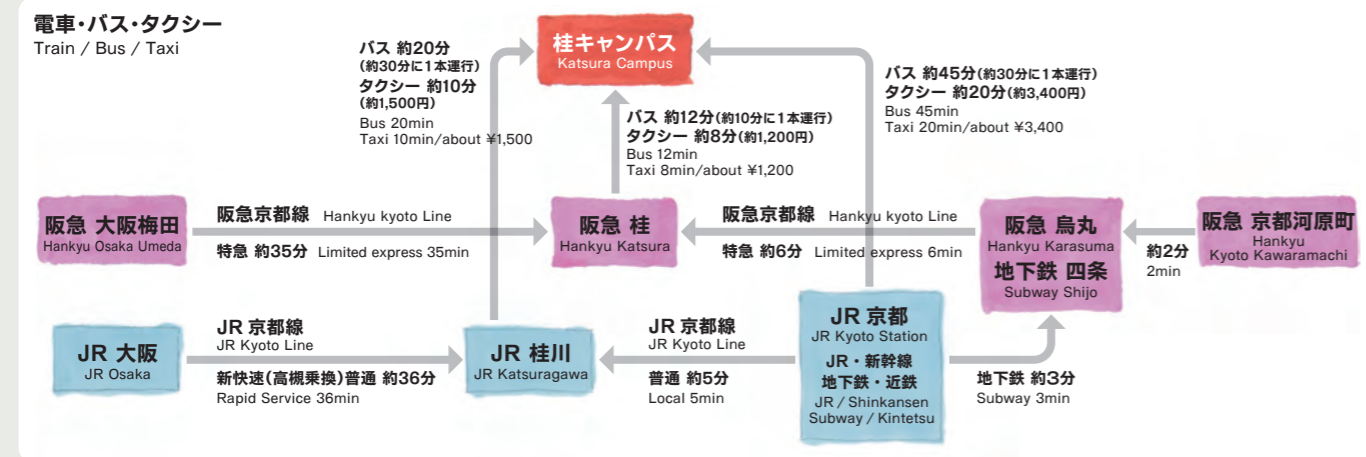 電車・バス・タクシー
Train / Bus / Taxi
バス 約20分
(約30分に1本運行)
タクシー 約10分
(約1,500円)
Bus 20min
Taxi 10min/about ¥1,500
桂キャンパス
Katsura Campus
バス 約12分(約10分に1本運行)
タクシー 約8分(約1,200円)
Bus 12min
Taxi 8min/about ¥1,200
バス 約45分(約30分に1本運行)
タクシー 約20分(約3,400円)
Bus 45min
Taxi 20min/about ¥3,400
阪急 大阪梅田
Hankyu Osaka Umeda
阪急京都線 Hankyu kyoto Line
特急 約35分 Limited express 35min
阪急 桂
Hankyu Katsura
阪急京都線 Hankyu kyoto Line
特急 約6分 Limited express 6min
阪急 烏丸
Hankyu Karasuma
地下鉄 四条
Subway Shijo
約2分
2min
阪急 京都河原町
Hankyu
Kyoto Kawaramachi
JR 大阪
JR Osaka
JR 京都線
JR Kyoto Line
新快速(高槻乗換)普通 約36分
Rapid Service 36min
JR 桂川
JR Katsuragawa
JR 京都線
JR Kyoto Line
普通 約5分
Local 5min
JR 京都
JR Kyoto Station
JR・新幹線
地下鉄・近鉄
JR / Shinkansen
Subway / Kintetsu
地下鉄 約3分
Subway 3min